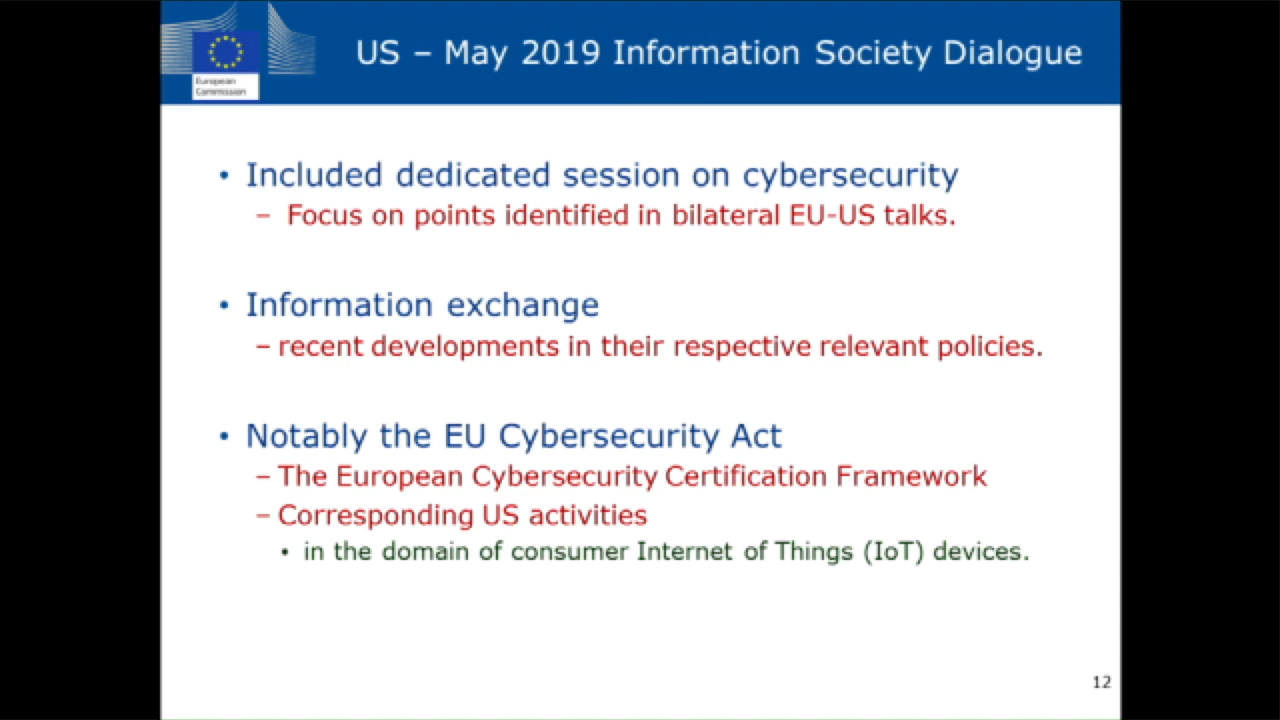 European
Commission
US – May 2019 Information Society Dialogue
• Included dedicated session on cybersecurity
– Focus on points identified in bilateral EU-US talks.
• Information exchange
– recent developments in their respective relevant policies.
• Notably the EU Cybersecurity Act
– The European Cybersecurity Certification Framework
– Corresponding US activities
• in the domain of consumer Internet of Things (IoT) devices.
12